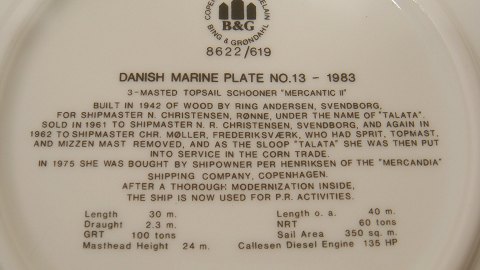 COPENHAGEN PORCELAIN
B&G
BING & GRØNDAHL
8622/619
DANISH MARINE PLATE NO.13 - 1983
3-MASTED TOPSAIL SCHOONER "MERCANTIC II"
BUILT IN 1942 OF WOOD BY RING ANDERSEN, SVENDBORG,
FOR SHIPMASTER N. CHRISTENSEN, RØNNE, UNDER THE NAME OF "TALATA".
SOLD IN 1961 TO SHIPMASTER N. R. CHRISTENSEN, SVENDBORG, AND AGAIN IN
1962 TO SHIPMASTER CHR. MØLLER, FREDERIKSVÆRK, WHO HAD SPRIT, TOPMAST,
AND MIZZEN MAST REMOVED, AND AS THE SLOOP "TALATA" SHE WAS THEN PUT
INTO SERVICE IN THE CORN TRADE.
IN 1975 SHE WAS BOUGHT BY SHIPOWNER PER HENRIKSEN OF THE "MERCANDIA"
SHIPPING COMPANY, COPENHAGEN.
AFTER A THOROUGH MODERNIZATION INSIDE,
THE SHIP IS NOW USED FOR P.R. ACTIVITIES.
Length 30 m. Length o. a. 40 m.
Draught 2.3 m. NRT 60 tons
GRT 100 tons Sail Area 350 sq. m.
Masthead Height 24 m. Callesen Diesel Engine 135 HP